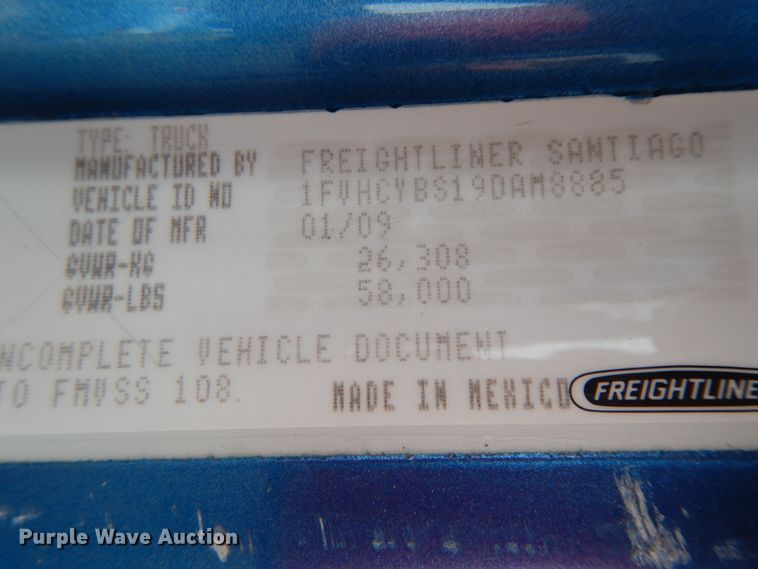 TYPE: TRUCK
MANUFACTURED BY FREIGHTLINER SANTIAGO
VEHICLE ID NO 1FVHCYBS19DAM8885
DATE OF MFR 01/09
GVWR-KG 26,308
GVWR-LBS 58,000
NCOMPLETE VEHICLE DOCUMENT
TO FMVSS 108.
MADE IN MEXICO FREIGHTLINE
Purple Wave Auction